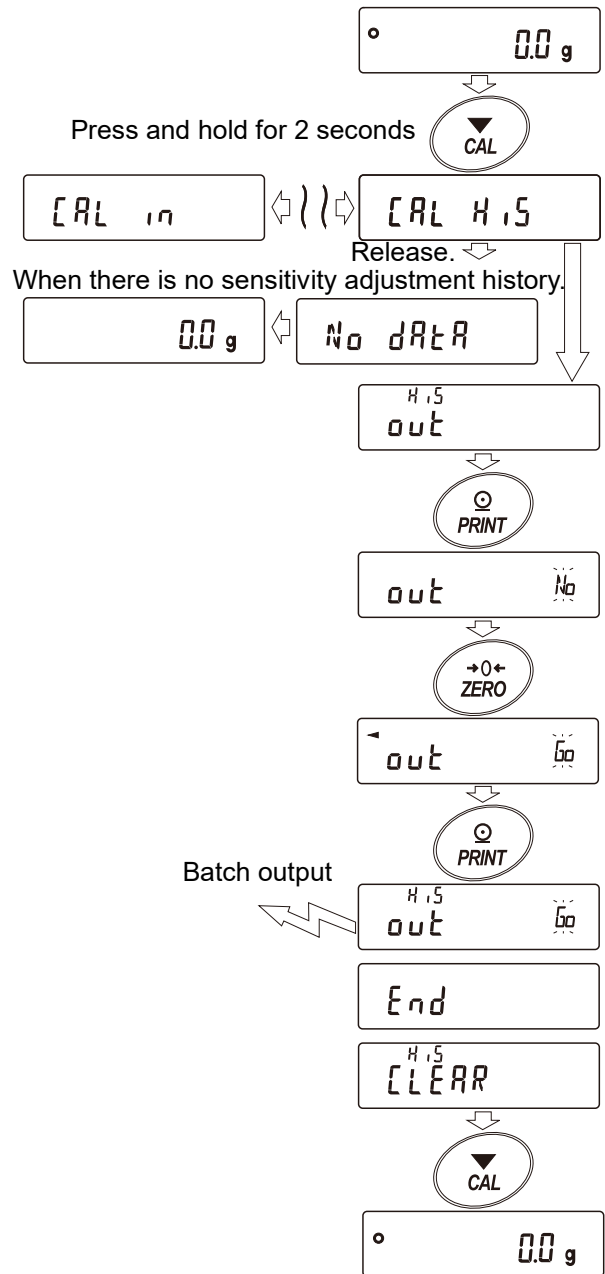 0.0 g
Press and hold for 2 seconds
CAL
CAL in
CAL HiS
Release.
When there is no sensitivity adjustment history.
0.0 g
No dAtA
HiS
out
PRINT
out No
→0←
ZERO
out Go
PRINT
Batch output
HiS
out Go
End
HiS
CLEAR
CAL
0.0 g